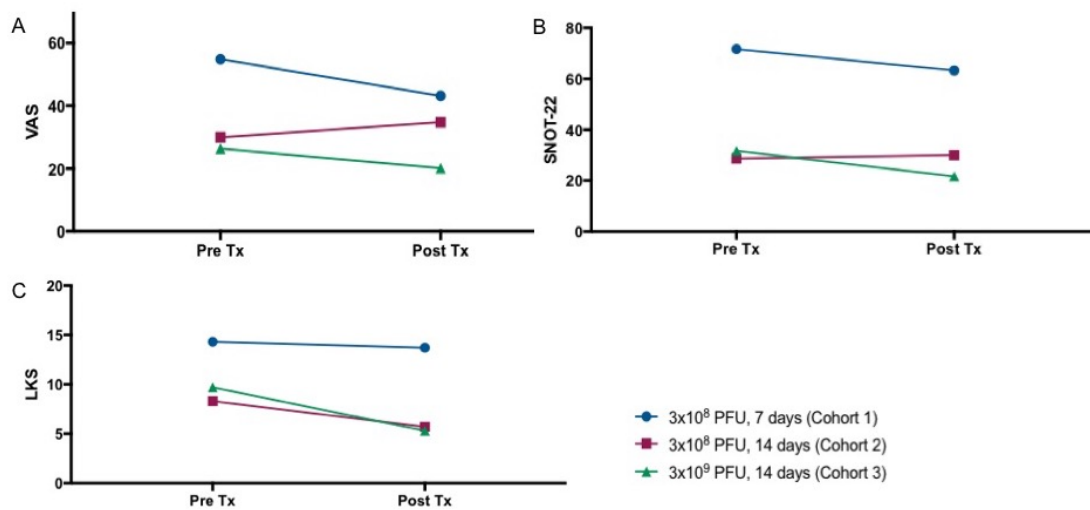 A
VAS
60
40
20
0
Pre Tx Post Tx
B
SNOT-22
80
60
40
20
0
Pre Tx Post Tx
C
LKS
20
15
10
5
0
Pre Tx Post Tx
3x10⁸ PFU, 7 days (Cohort 1)
3x10⁸ PFU, 14 days (Cohort 2)
3x10⁹ PFU, 14 days (Cohort 3)